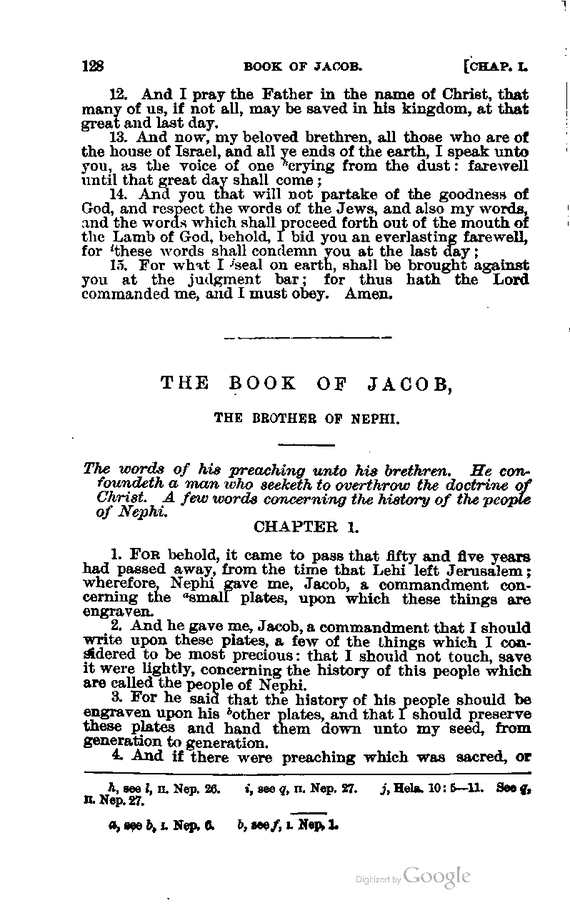 128 BOOK OF JACOB. [CHAP. I.
12. And I pray the Father in the name of Christ, that
many of us, if not all, may be saved in his kingdom, at that
great and last day.
13. And now, my beloved brethren, all those who are of
the house of Israel, and all ye ends of the earth, I speak unto
you, as the voice of one hcrying from the dust: farewell
until that great day shall come;
14. And you that will not partake of the goodness of
God, and respect the words of the Jews, and also my words,
and the words which shall proceed forth out of the mouth of
the Lamb of God, behold, I bid you an everlasting farewell,
for ithese words shall condemn you at the last day;
15. For what I jseal on earth, shall be brought against
you at the judgment bar; for thus hath the Lord
commanded me, and I must obey. Amen.
THE BOOK OF JACOB,
THE BROTHER OF NEPHI.
The words of his preaching unto his brethren. He con-
foundeth a man who seeketh to overthrow the doctrine of
Christ. A few words concerning the history of the people
of Nephi.
CHAPTER 1.
1. FOR behold, it came to pass that fifty and five years
had passed away, from the time that Lehi left Jerusalem;
wherefore, Nephi gave me, Jacob, a commandment con-
cerning the asmall plates, upon which these things are
engraven.
2. And he gave me, Jacob, a commandment that I should
write upon these plates, a few of the things which I con-
sidered to be most precious: that I should not touch, save
it were lightly, concerning the history of this people which
are called the people of Nephi.
3. For he said that the history of his people should be
engraven upon his bother plates, and that I should preserve
these plates and hand them down unto my seed, from
generation to generation.
4. And if there were preaching which was sacred, or
h, see l, II. Nep. 26. i, see q, II. Nep. 27. j, Hela. 10: 5—11. See q,
II. Nep. 27.
a, see b, I. Nep. 6. b, see f, I. Nep. 1.
Digitized by Google